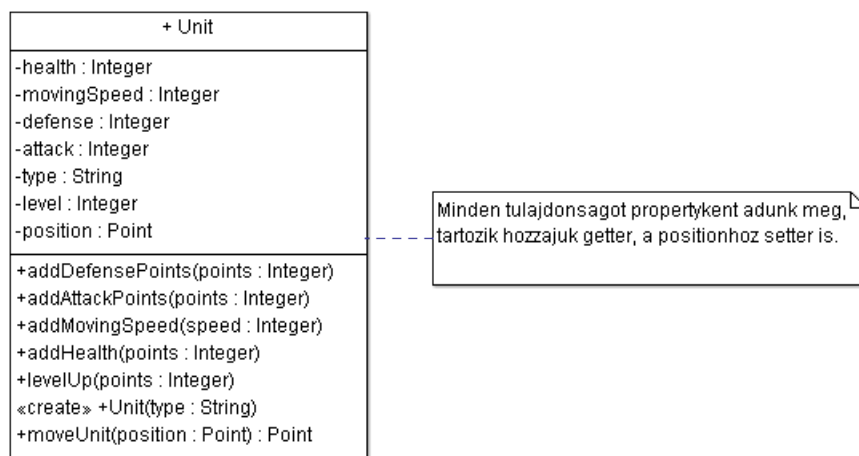 + Unit
-health : Integer
-movingSpeed : Integer
-defense : Integer
-attack : Integer
-type : String
-level : Integer
-position : Point
+addDefensePoints(points : Integer)
+addAttackPoints(points : Integer)
+addMovingSpeed(speed : Integer)
+addHealth(points : Integer)
+levelUp(points : Integer)
«create» +Unit(type : String)
+moveUnit(position : Point) : Point
Minden tulajdonsagot propertykent adunk meg,
tartozik hozzajuk getter, a positionhoz setter is.